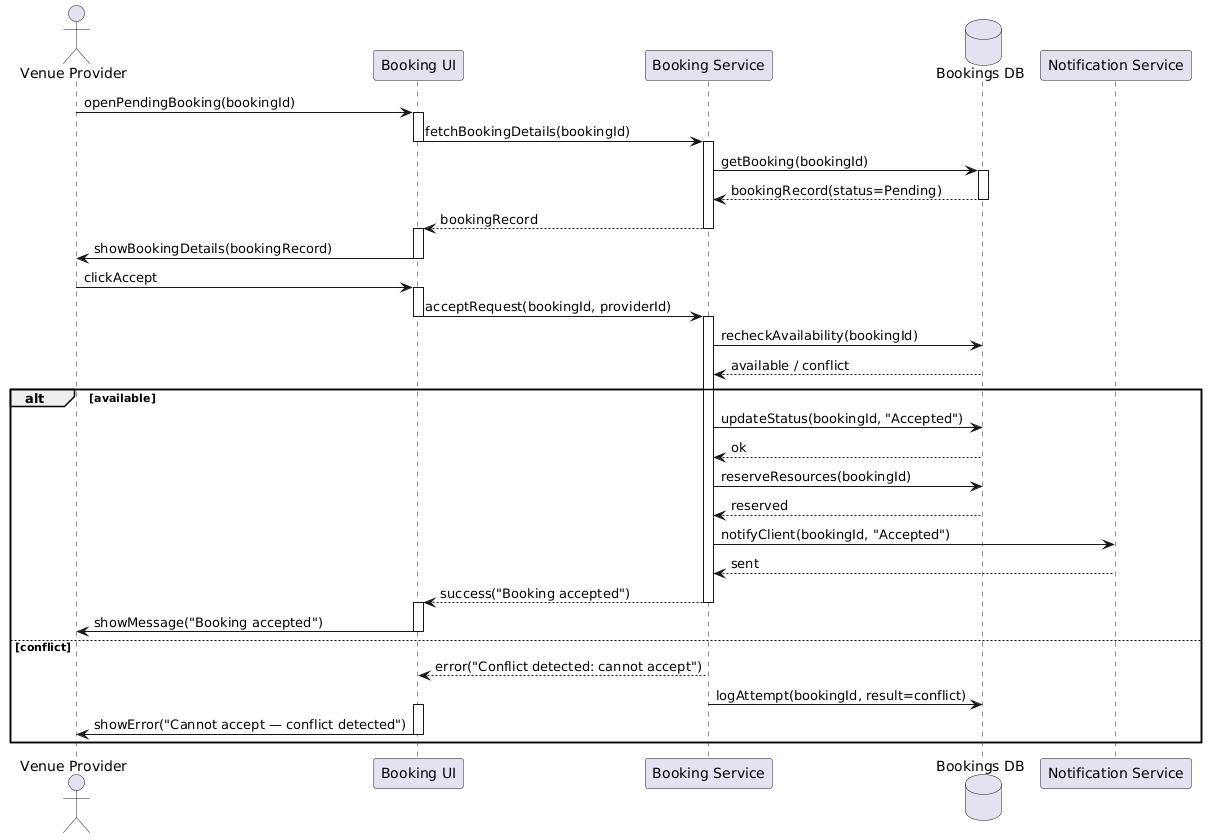 Venue Provider
Booking UI
Booking Service
Bookings DB
Notification Service
openPendingBooking(bookingId)
fetchBookingDetails(bookingId)
getBooking(bookingId)
bookingRecord(status=Pending)
bookingRecord
showBookingDetails(bookingRecord)
clickAccept
acceptRequest(bookingId, providerId)
recheckAvailability(bookingId)
available / conflict
alt
[available]
updateStatus(bookingId, "Accepted")
ok
reserveResources(bookingId)
reserved
notifyClient(bookingId, "Accepted")
sent
success("Booking accepted")
showMessage("Booking accepted")
[conflict]
error("Conflict detected: cannot accept")
logAttempt(bookingId, result=conflict)
showError("Cannot accept — conflict detected")
Venue Provider
Booking UI
Booking Service
Bookings DB
Notification Service